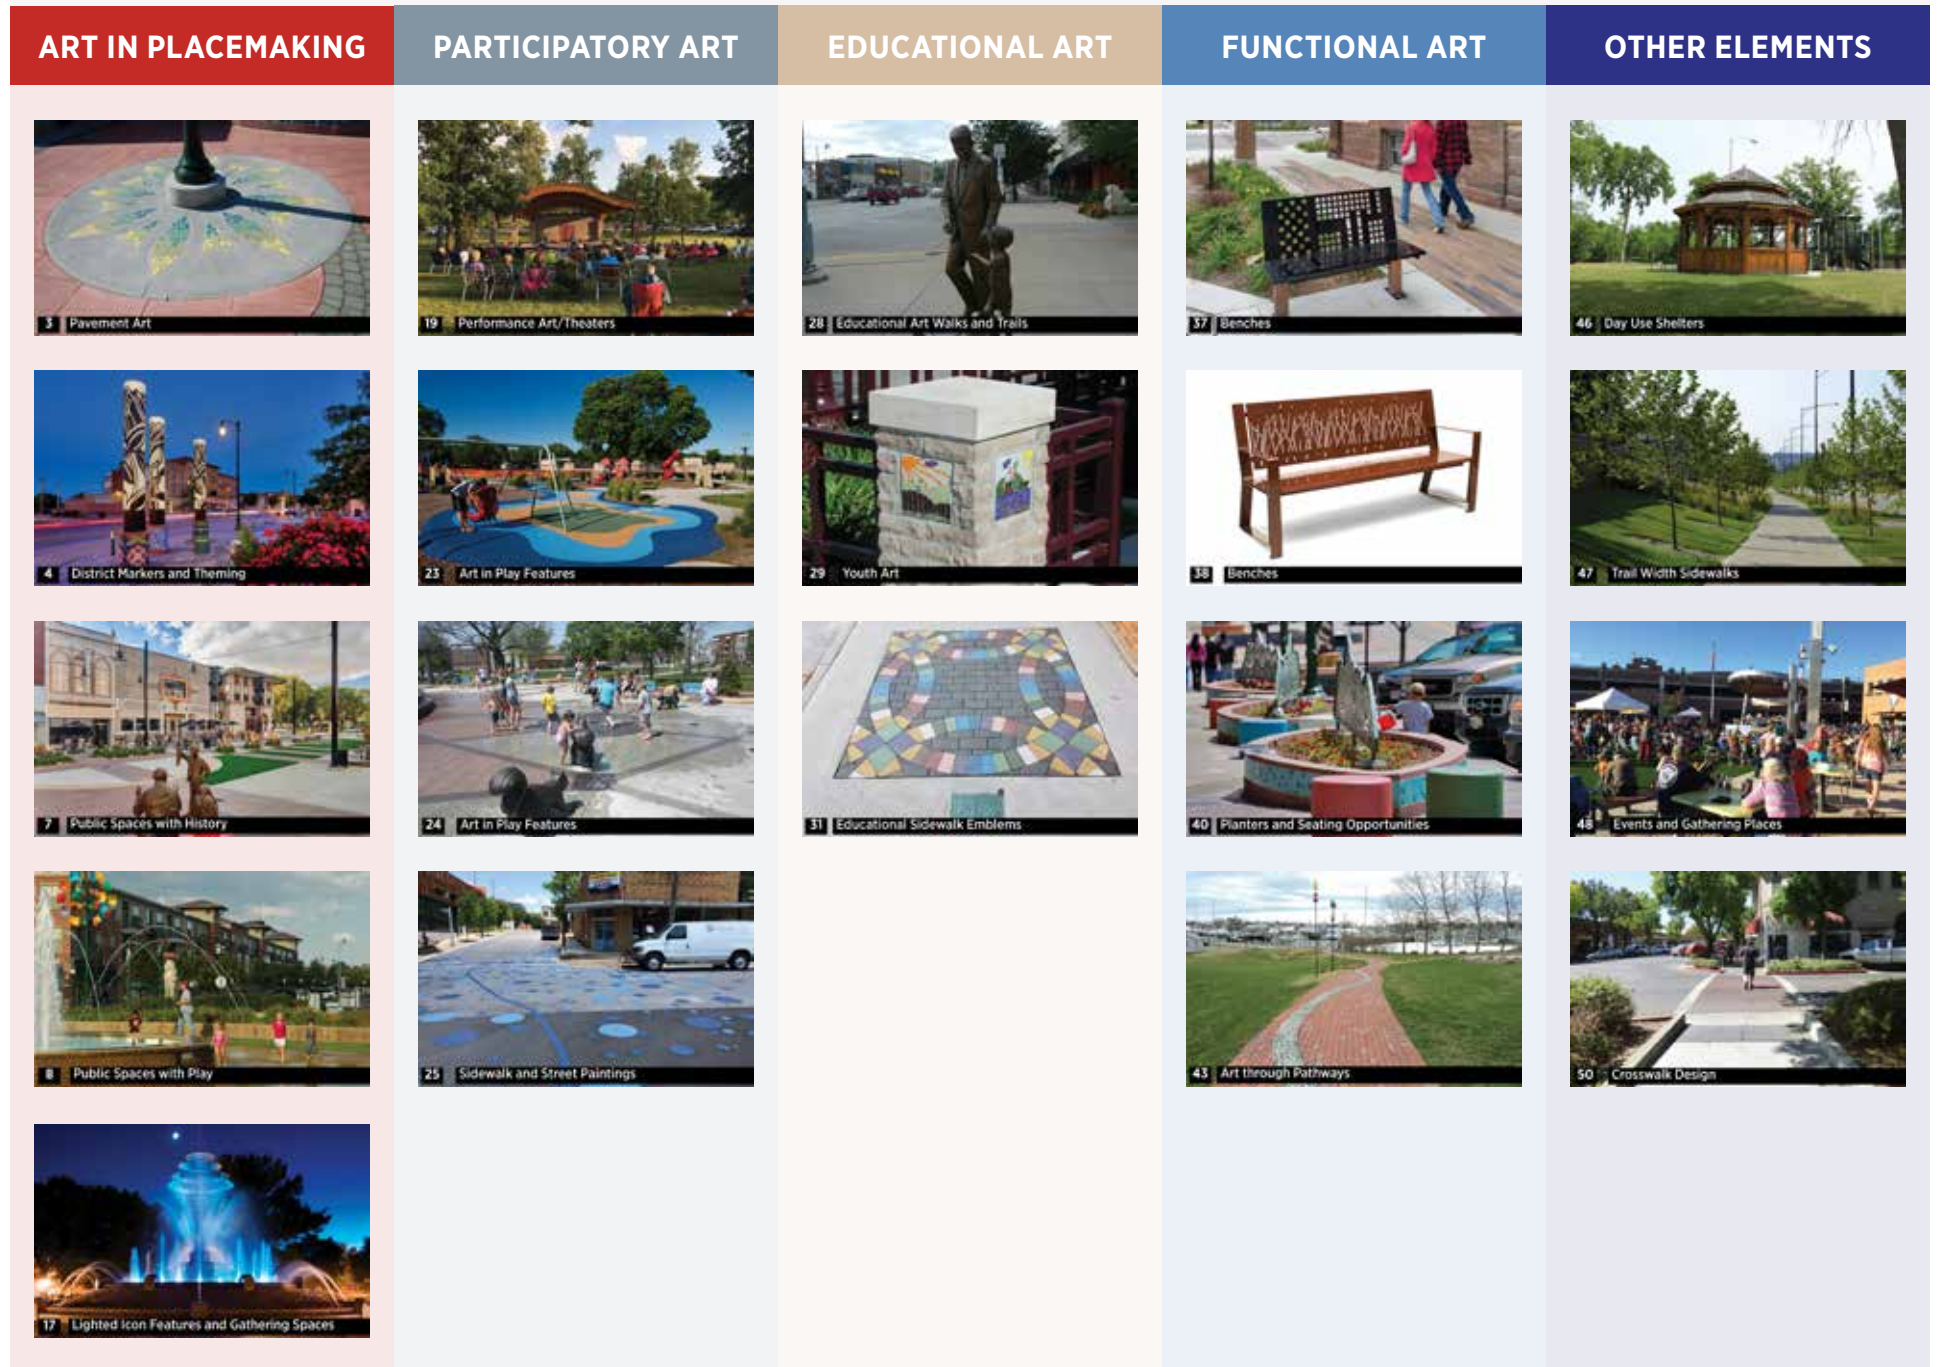 ART IN PLACEMAKING
PARTICIPATORY ART
EDUCATIONAL ART
FUNCTIONAL ART
OTHER ELEMENTS
3 Pavement Art
19 Performance Art/Theaters
28 Educational Art Walks and Trails
37 Benches
46 Day Use Shelters
4 District Markers and Theming
23 Art in Play Features
29 Youth Art
38 Benches
47 Trail Width Sidewalks
7 Public Spaces with History
24 Art in Play Features
31 Educational Sidewalk Emblems
40 Planters and Seating Opportunities
48 Events and Gathering Places
8 Public Spaces with Play
25 Sidewalk and Street Paintings
43 Art through Pathways
50 Crosswalk Design
17 Lighted Icon Features and Gathering Spaces